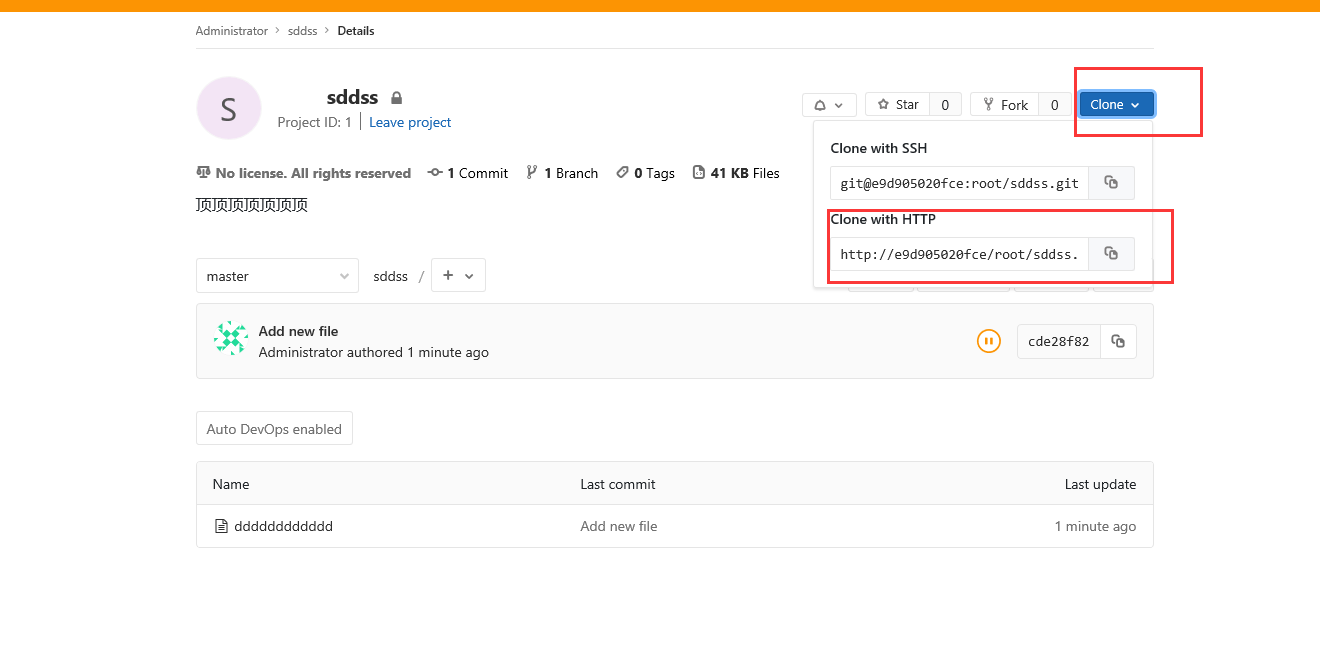 Administrator > sddss > Details
S
sddss
Project ID: 1 | Leave project
Star 0
Fork 0
Clone
No license. All rights reserved
1 Commit
1 Branch
0 Tags
41 KB Files
顶顶顶顶顶顶顶
Clone with SSH
git@e9d905020fce:root/sddss.git
Clone with HTTP
http://e9d905020fce/root/sddss.
master
sddss / +
Add new file
Administrator authored 1 minute ago
cde28f82
Auto DevOps enabled
Name Last commit Last update
dddddddddddd Add new file 1 minute ago